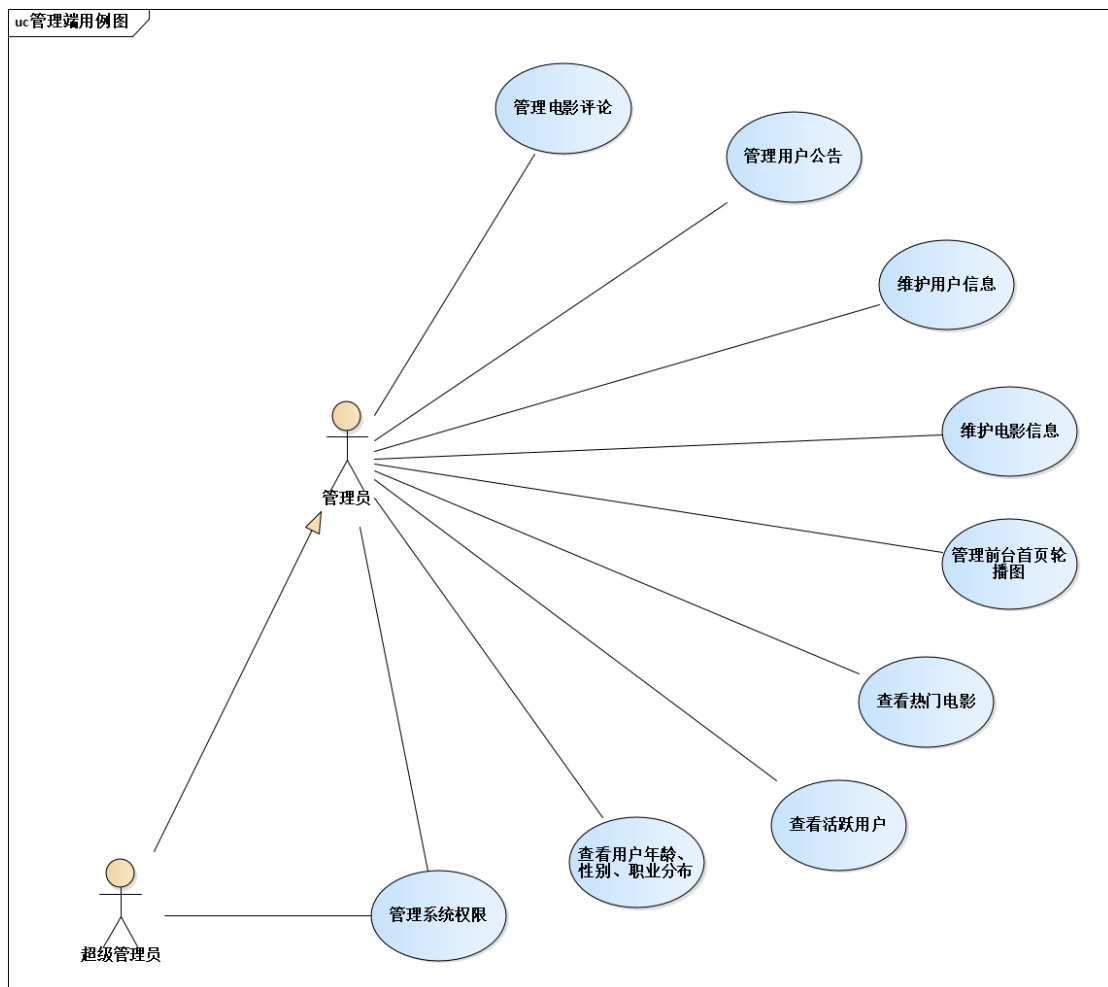 uc管理端用例图
管理电影评论
管理用户公告
维护用户信息
维护电影信息
管理员
管理前台首页轮
播图
查看热门电影
查看活跃用户
查看用户年龄、
性别、职业分布
管理系统权限
超级管理员